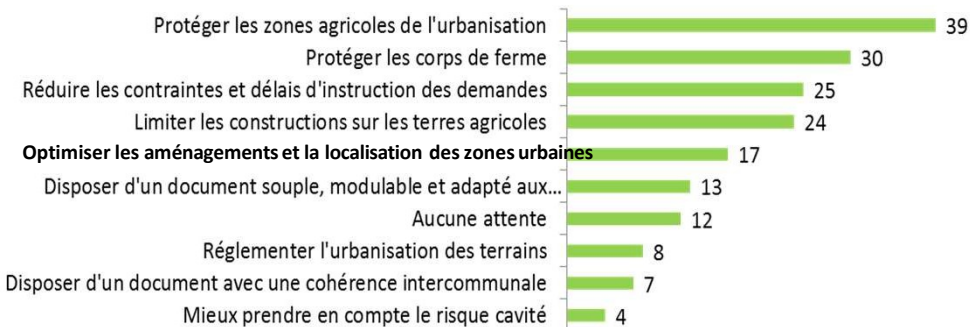 Protéger les zones agricoles de l'urbanisation 39
Protéger les corps de ferme 30
Réduire les contraintes et délais d'instruction des demandes 25
Limiter les constructions sur les terres agricoles 24
Optimiser les aménagements et la localisation des zones urbaines 17
Disposer d'un document souple, modulable et adapté aux... 13
Aucune attente 12
Réglementer l'urbanisation des terrains 8
Disposer d'un document avec une cohérence intercommunale 7
Mieux prendre en compte le risque cavité 4